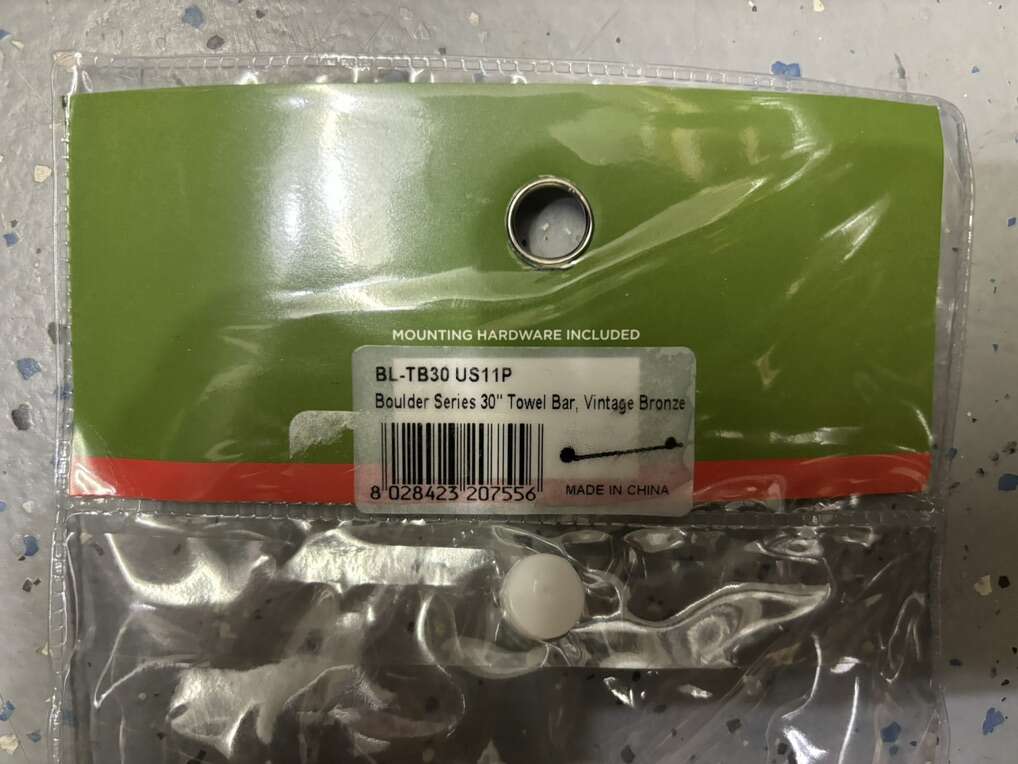 MOUNTING HARDWARE INCLUDED
BL-TB30 US11P
Boulder Series 30" Towel Bar, Vintage Bronze
8 028423 207556
MADE IN CHINA